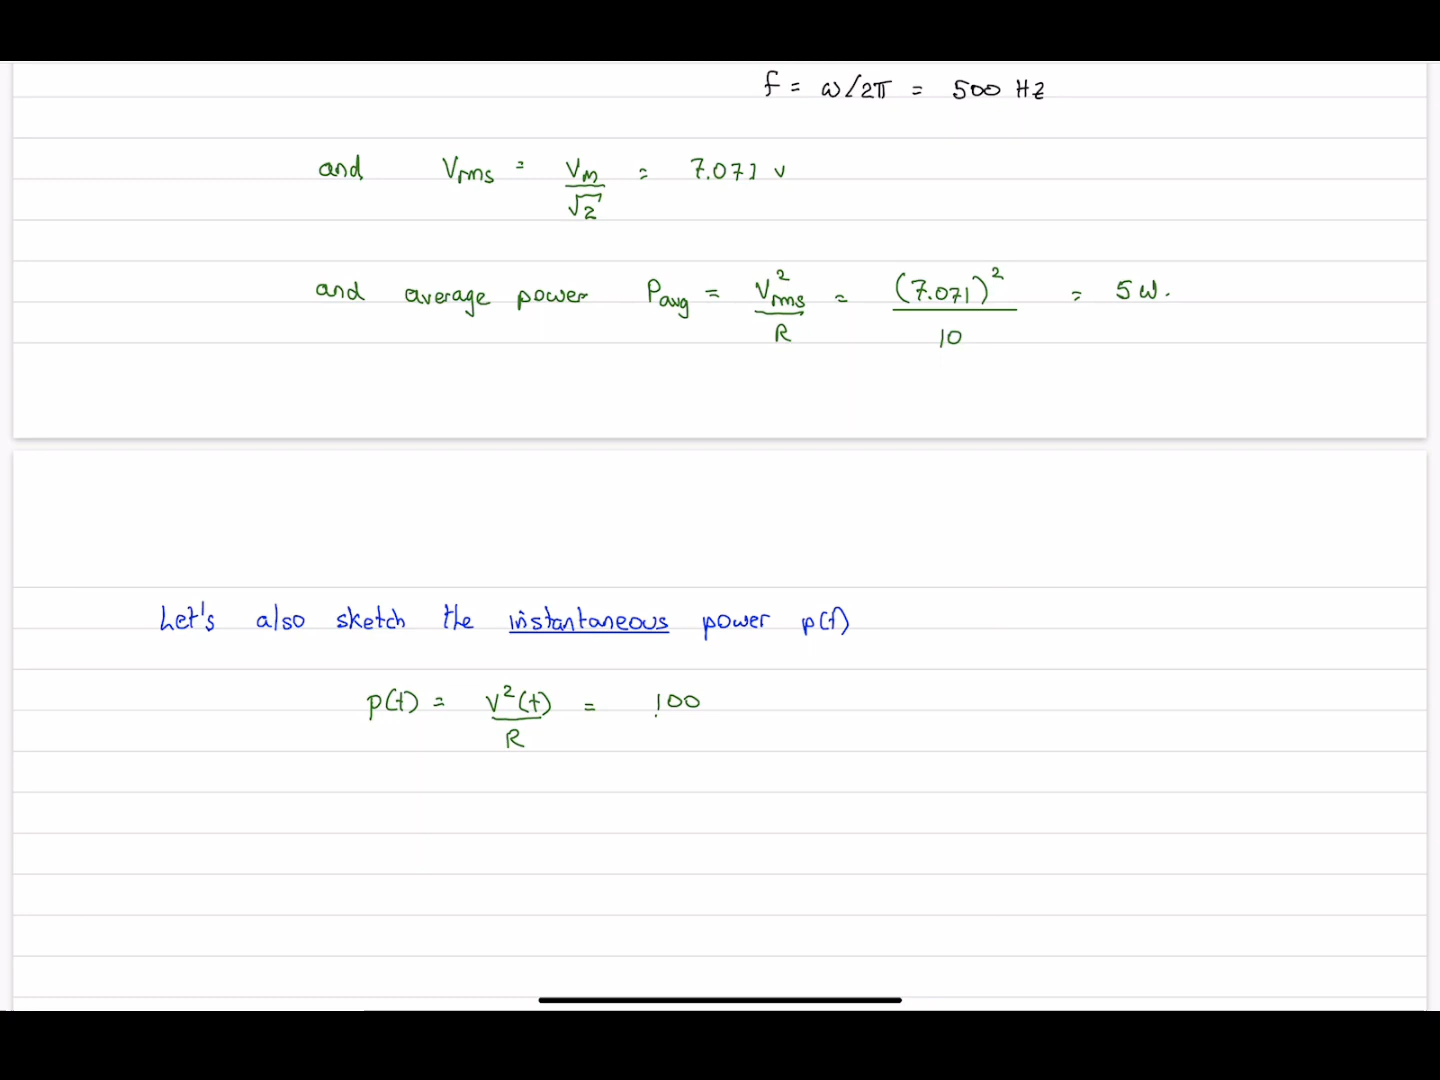 f = ω/2π = 500 Hz
and Vrms = VM/√2 = 7.071 v
and average power Pavg = V²rms/R = (7.071)²/10 = 5 W.
Let's also sketch the instantaneous power p(t)
p(t) = v²(t)/R = 100